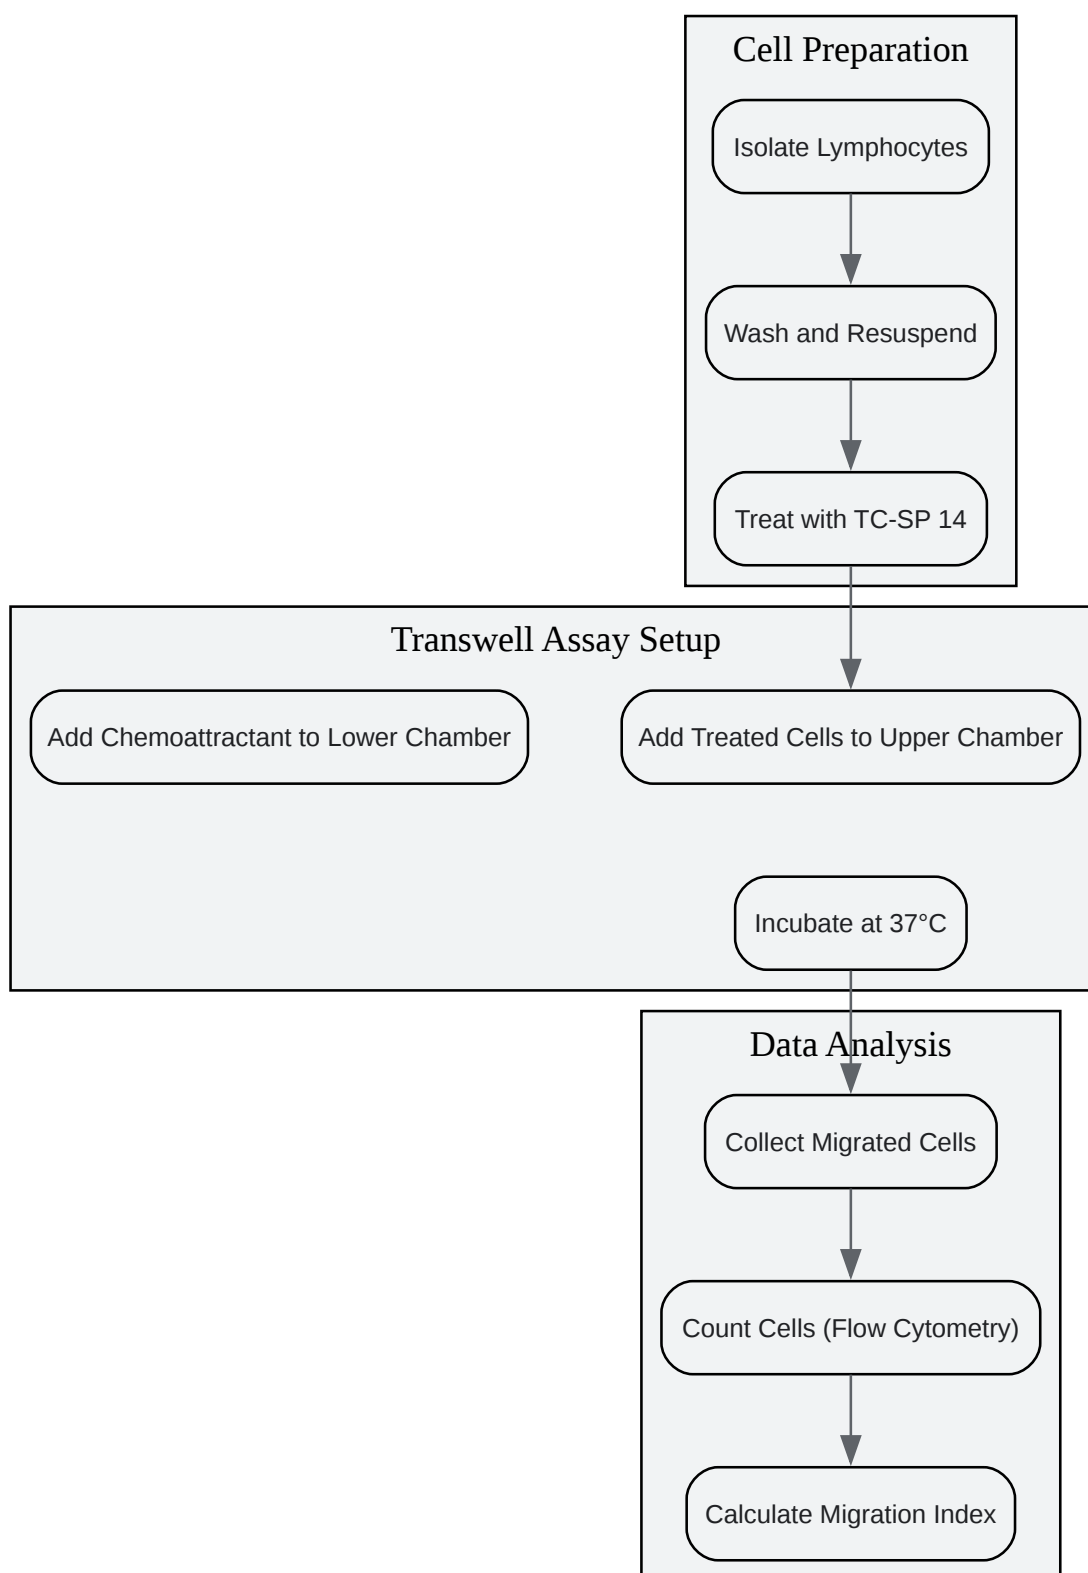 Cell Preparation
Isolate Lymphocytes
Wash and Resuspend
Treat with TC-SP 14
Transwell Assay Setup
Add Chemoattractant to Lower Chamber
Add Treated Cells to Upper Chamber
Incubate at 37°C
Data Analysis
Collect Migrated Cells
Count Cells (Flow Cytometry)
Calculate Migration Index